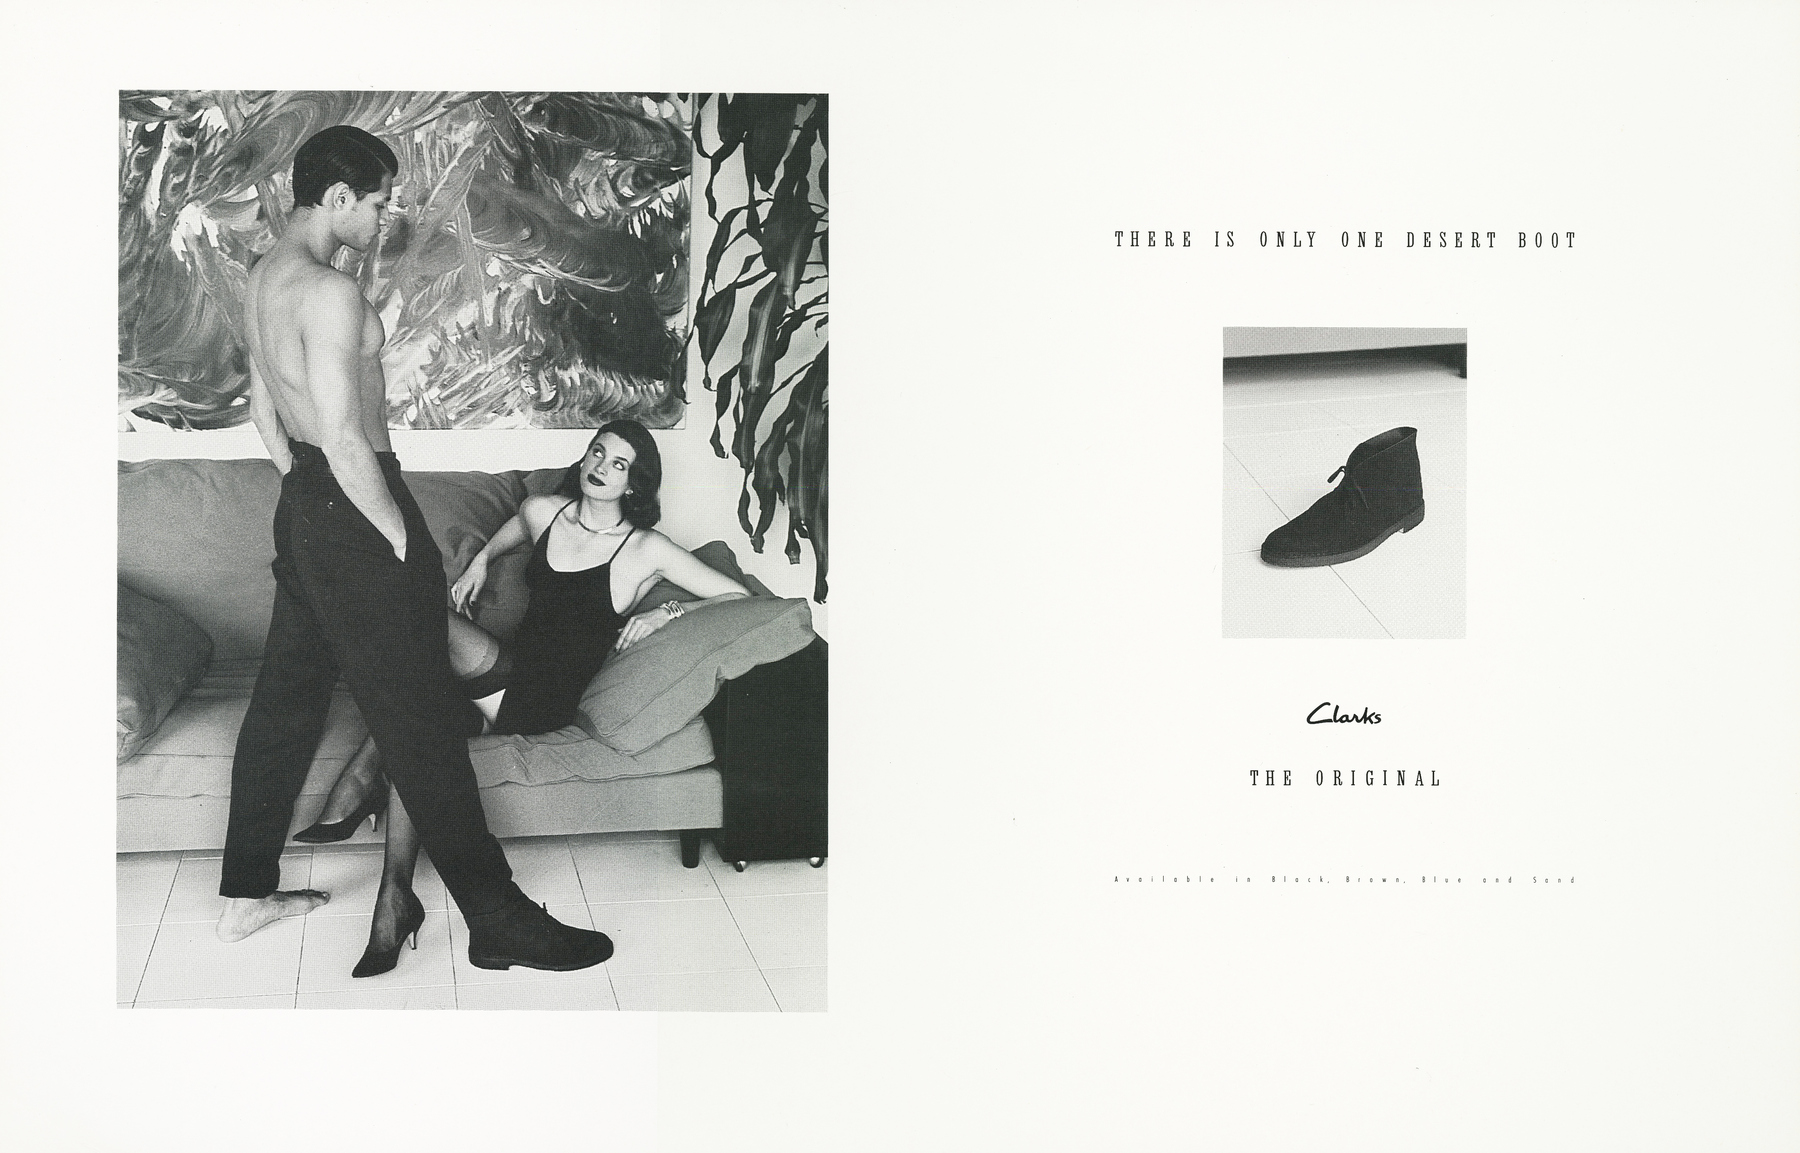 THERE IS ONLY ONE DESERT BOOT
Clarks
THE ORIGINAL
Available in Black, Brown, Blue and Sand